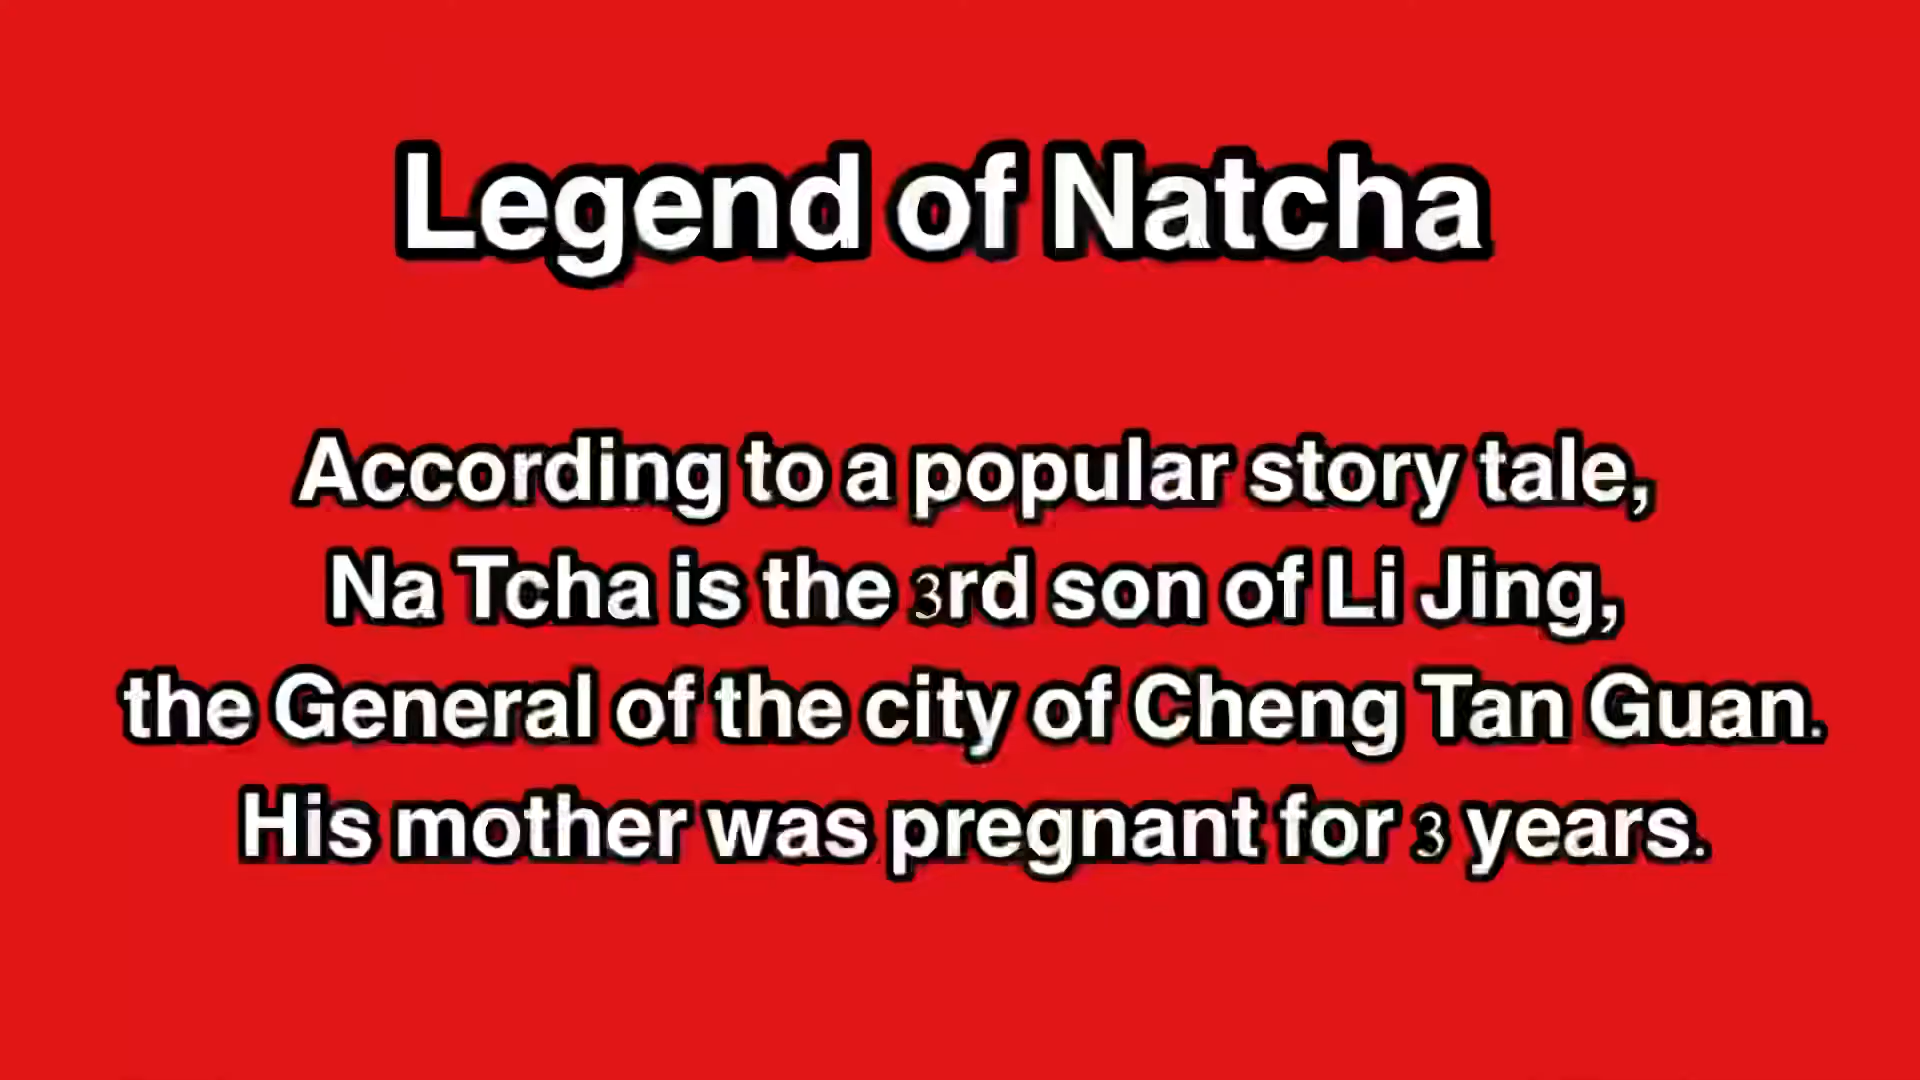 Legend of Natcha
According to a popular story tale,
Na Tcha is the 3rd son of Li Jing,
the General of the city of Cheng Tan Guan.
His mother was pregnant for 3 years.